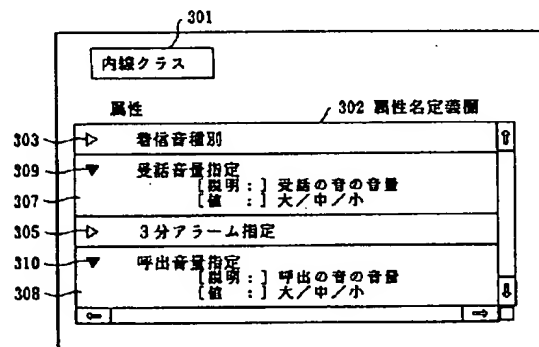 301
内線クラス
属性
302 属性名定義欄
303 ▷ 着信音種別
309 ▼ 受話音量指定
[説明:] 受話の音の音量
307 [値:] 大/中/小
305 ▷ 3分アラーム指定
310 ▼ 呼出音量指定
[説明:] 呼出の音の音量
308 [値:] 大/中/小